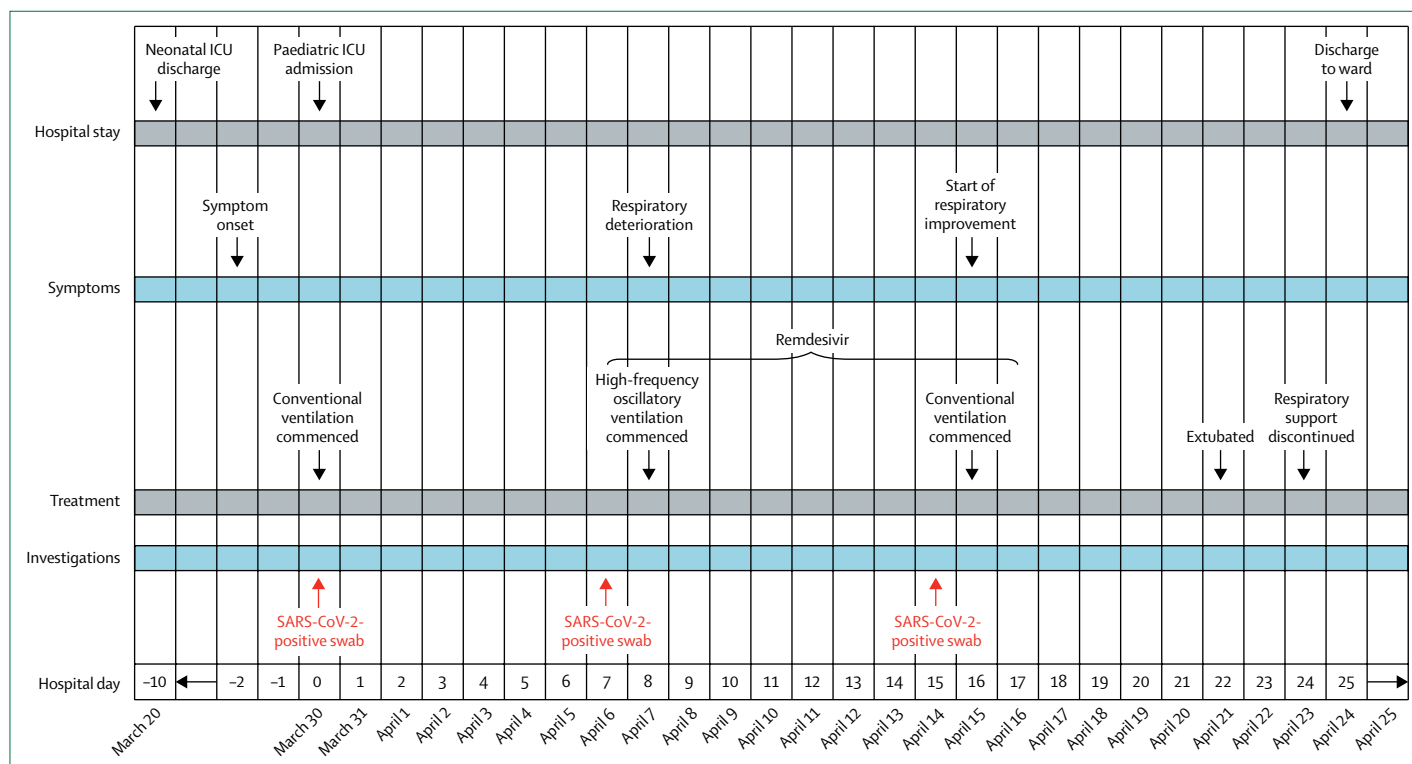 Neonatal ICU
discharge
Paediatric ICU
admission
Discharge
to ward
Hospital stay
Symptom
onset
Respiratory
deterioration
Start of
respiratory
improvement
Symptoms
Remdesivir
Conventional
ventilation
commenced
High-frequency
oscillatory
ventilation
commenced
Conventional
ventilation
commenced
Extubated
Respiratory
support
discontinued
Treatment
Investigations
SARS-CoV-2-
positive swab
SARS-CoV-2-
positive swab
SARS-CoV-2-
positive swab
Hospital day
–10 –2 –1 0 1 2 3 4 5 6 7 8 9 10 11 12 13 14 15 16 17 18 19 20 21 22 23 24 25
March 20
March 30
March 31
April 1
April 2
April 3
April 4
April 5
April 6
April 7
April 8
April 9
April 10
April 11
April 12
April 13
April 14
April 15
April 16
April 17
April 18
April 19
April 20
April 21
April 22
April 23
April 24
April 25